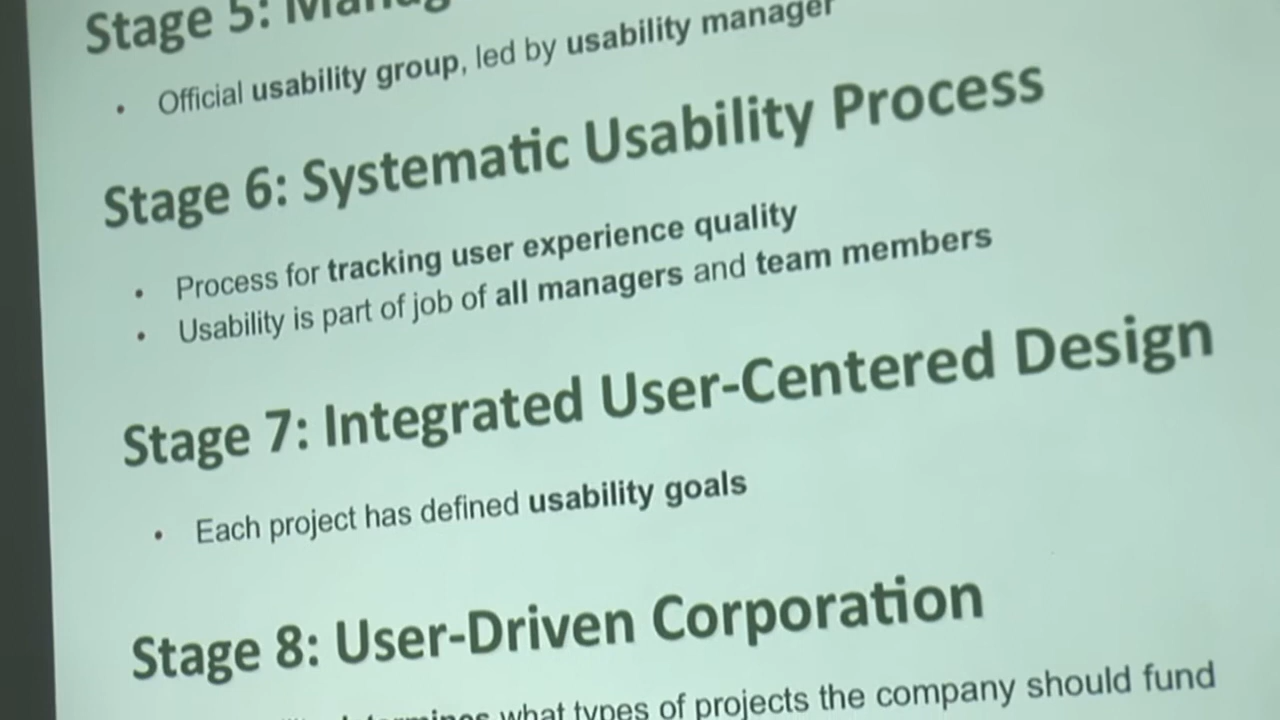 Stage 5:
• Official usability group, led by usability manager
Stage 6: Systematic Usability Process
• Process for tracking user experience quality
• Usability is part of job of all managers and team members
Stage 7: Integrated User-Centered Design
• Each project has defined usability goals
Stage 8: User-Driven Corporation
determines what types of projects the company should fund